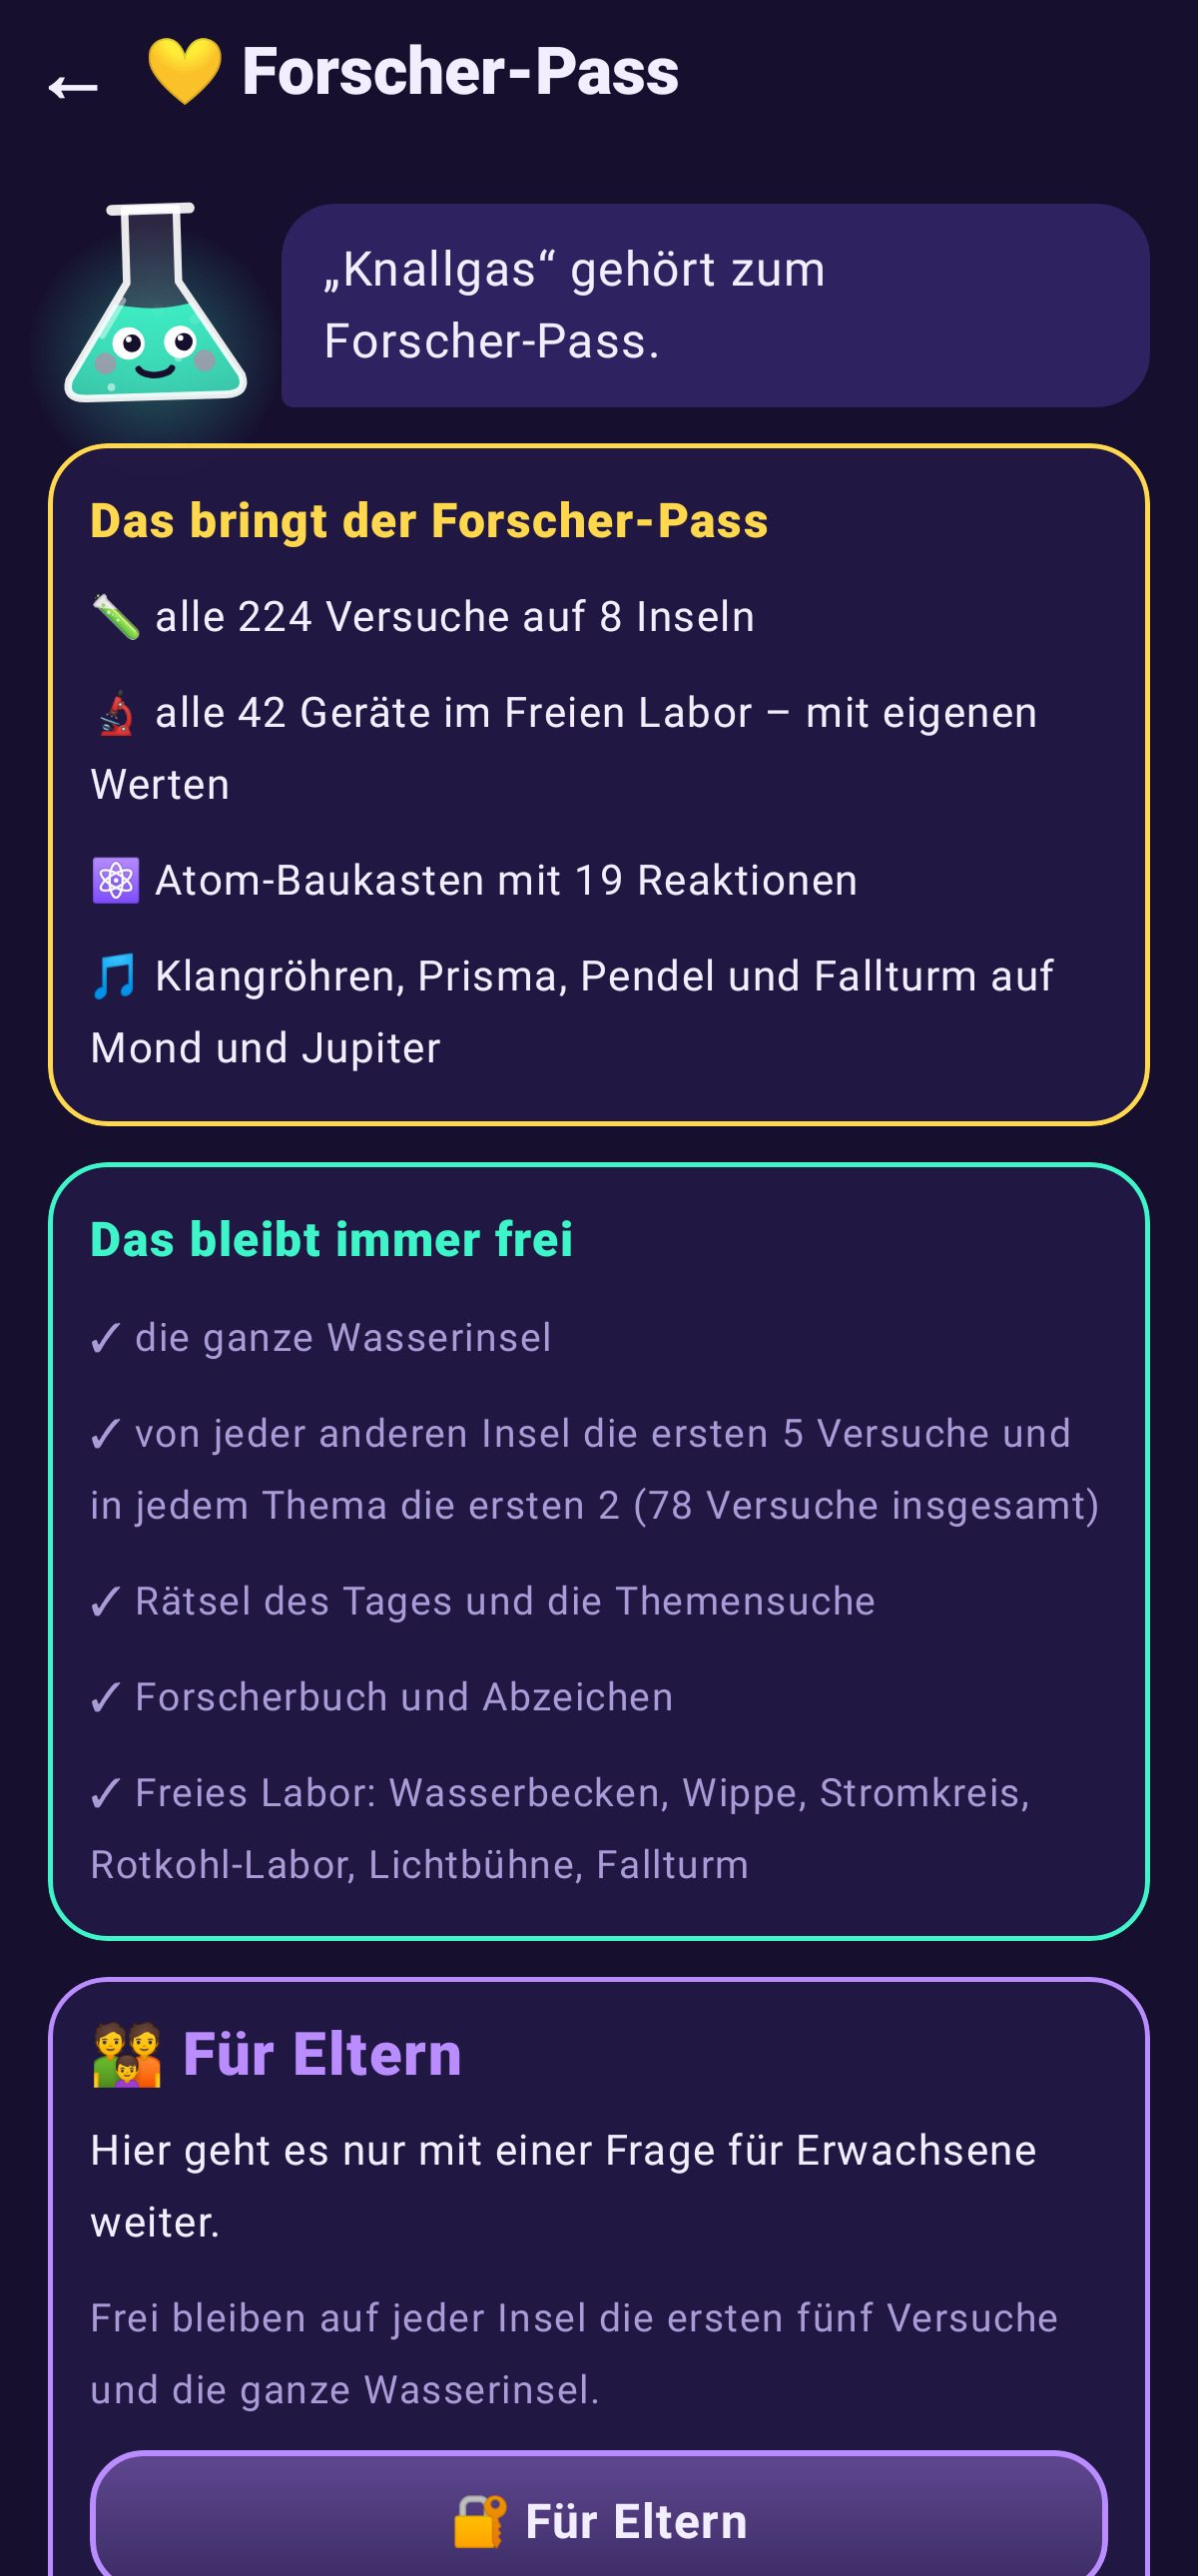 ← 💛 Forscher-Pass
„Knallgas“ gehört zum
Forscher-Pass.
Das bringt der Forscher-Pass
🧪 alle 224 Versuche auf 8 Inseln
🔬 alle 42 Geräte im Freien Labor – mit eigenen
Werten
⚛️ Atom-Baukasten mit 19 Reaktionen
🎵 Klangröhren, Prisma, Pendel und Fallturm auf
Mond und Jupiter
Das bleibt immer frei
✓ die ganze Wasserinsel
✓ von jeder anderen Insel die ersten 5 Versuche und
in jedem Thema die ersten 2 (78 Versuche insgesamt)
✓ Rätsel des Tages und die Themensuche
✓ Forscherbuch und Abzeichen
✓ Freies Labor: Wasserbecken, Wippe, Stromkreis,
Rotkohl-Labor, Lichtbühne, Fallturm
👪 Für Eltern
Hier geht es nur mit einer Frage für Erwachsene
weiter.
Frei bleiben auf jeder Insel die ersten fünf Versuche
und die ganze Wasserinsel.
🔐 Für Eltern